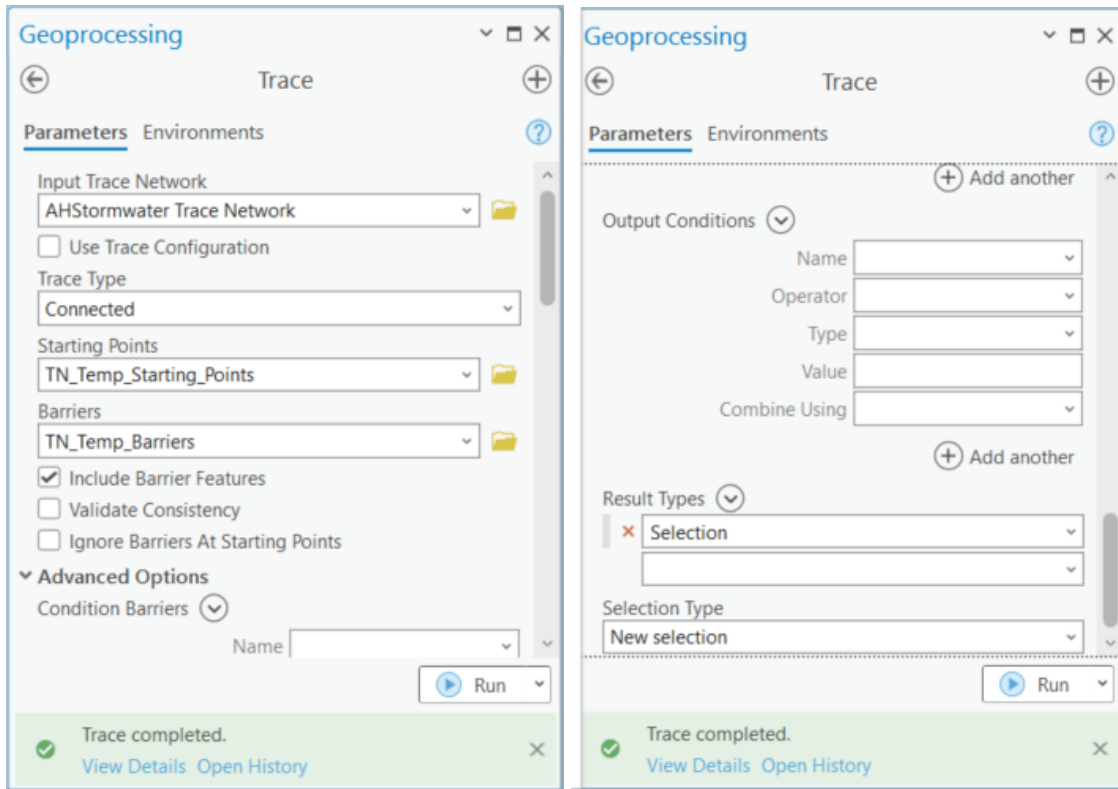 Geoprocessing
Trace
Parameters Environments
Input Trace Network
AHStormwater Trace Network
Use Trace Configuration
Trace Type
Connected
Starting Points
TN_Temp_Starting_Points
Barriers
TN_Temp_Barriers
Include Barrier Features
Validate Consistency
Ignore Barriers At Starting Points
Advanced Options
Condition Barriers
Name
Run
Trace completed.
View Details Open History
Geoprocessing
Trace
Parameters Environments
Add another
Output Conditions
Name
Operator
Type
Value
Combine Using
Add another
Result Types
Selection
Selection Type
New selection
Run
Trace completed.
View Details Open History